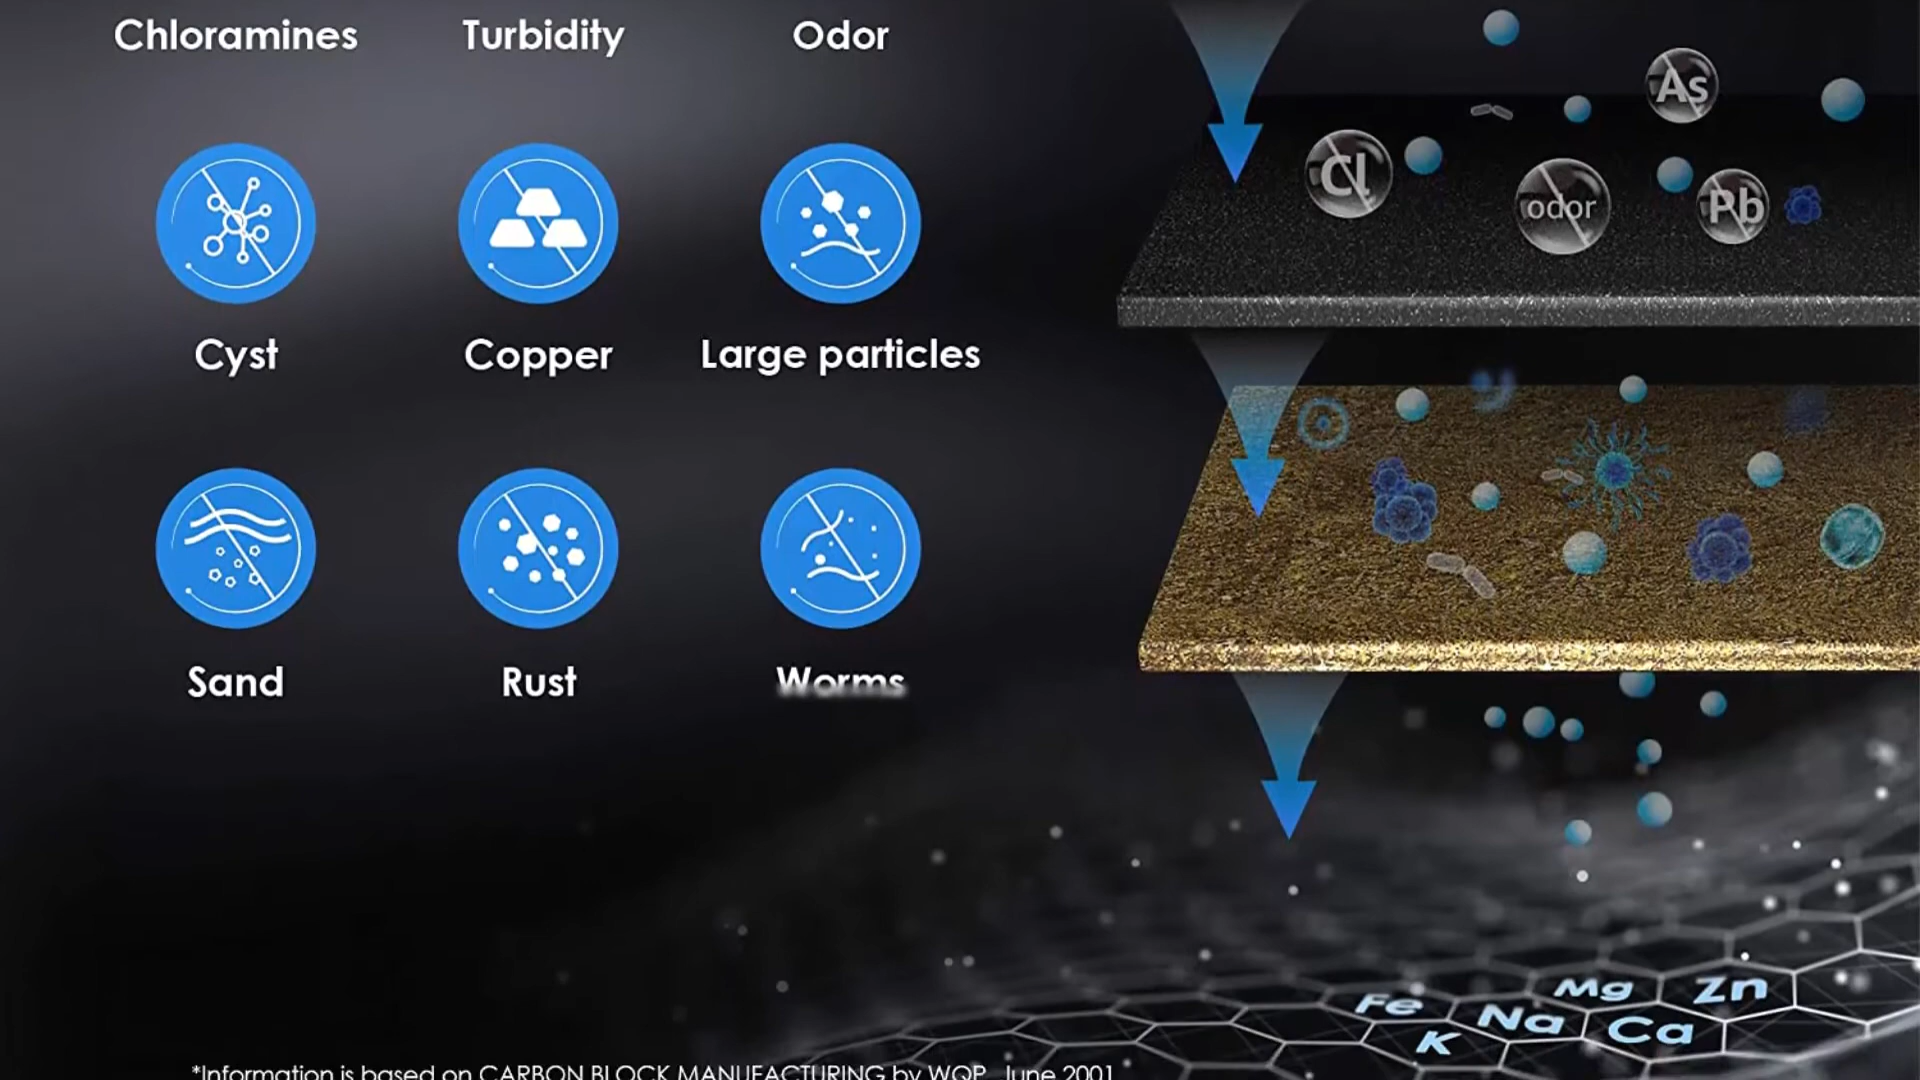 Chloramines Turbidity Odor
As
Cl odor Pb
Cyst Copper Large particles
Sand Rust Worms
Mg Zn
Fe Na Ca
K
*Information is based on CARBON BLOCK MANUFACTURING by WQP, June 2001